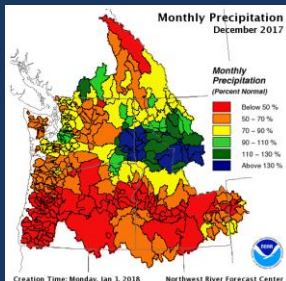 Monthly Precipitation
December 2017
Monthly
Precipitation
(Percent Normal)
Below 50 %
50 - 70 %
70 - 90 %
90 - 110 %
110 - 130 %
Above 130 %
NOAA
Creation Time: Monday, Jan 1, 2018
Northwest River Forecast Center